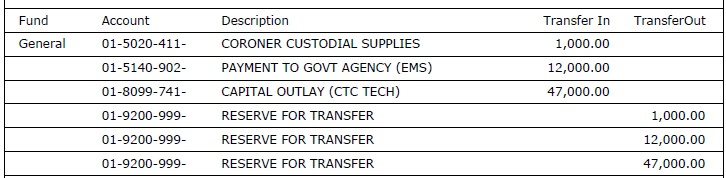 Fund Account Description Transfer In TransferOut
General 01-5020-411- CORONER CUSTODIAL SUPPLIES 1,000.00
01-5140-902- PAYMENT TO GOVT AGENCY (EMS) 12,000.00
01-8099-741- CAPITAL OUTLAY (CTC TECH) 47,000.00
01-9200-999- RESERVE FOR TRANSFER 1,000.00
01-9200-999- RESERVE FOR TRANSFER 12,000.00
01-9200-999- RESERVE FOR TRANSFER 47,000.00